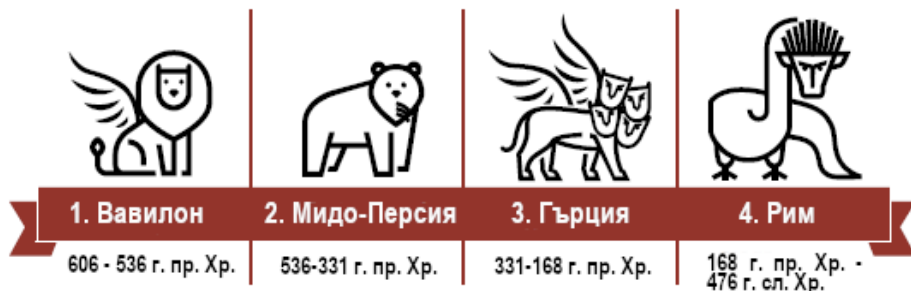 1. Вавилон
2. Мидо-Персия
3. Гърция
4. Рим
606 - 536 г. пр. Хр.
536-331 г. пр. Хр.
331-168 г. пр. Хр.
168 г. пр. Хр. -
476 г. сл. Хр.